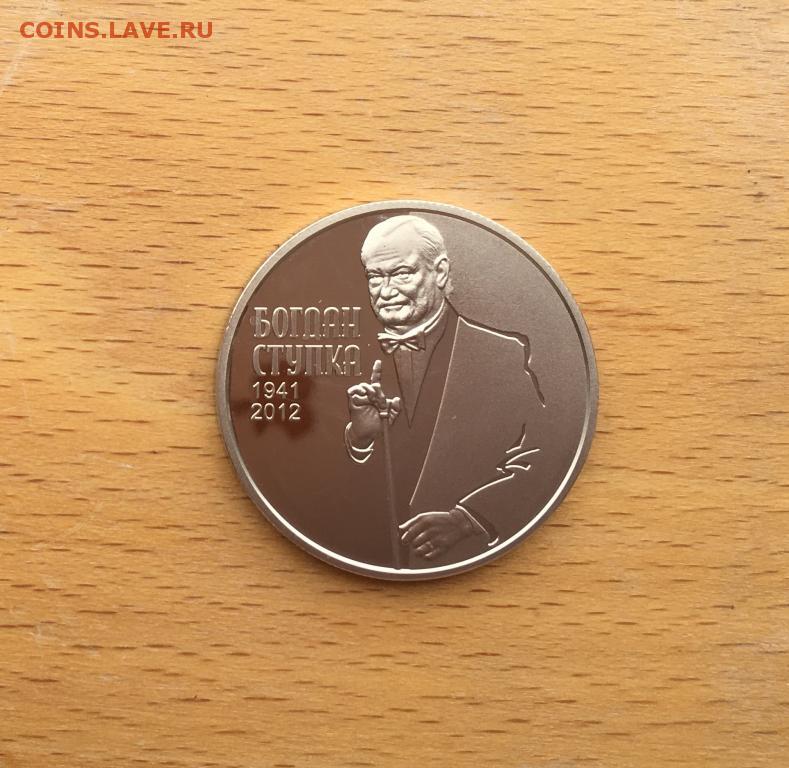 COINS.LAVE.RU
БОГДАН
СТУПКА
1941
2012